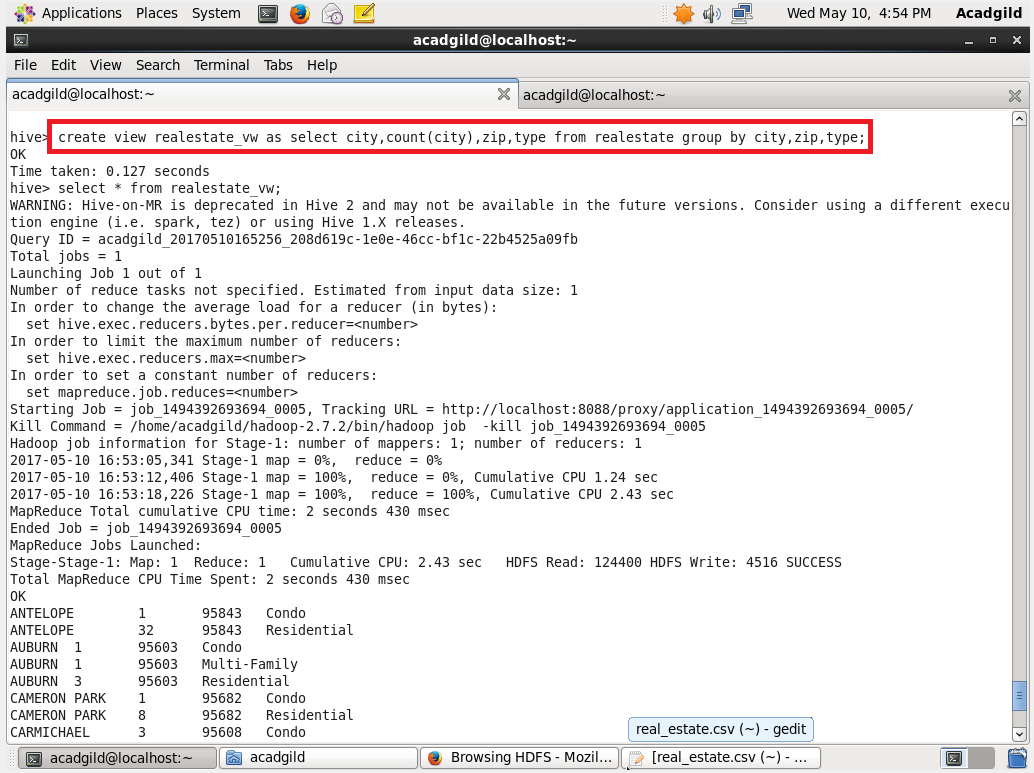 Applications Places System Wed May 10, 4:54 PM Acadgild
acadgild@localhost:~
File Edit View Search Terminal Tabs Help
acadgild@localhost:~ acadgild@localhost:~
hive> create view realestate_vw as select city,count(city),zip,type from realestate group by city,zip,type;
OK
Time taken: 0.127 seconds
hive> select * from realestate_vw;
WARNING: Hive-on-MR is deprecated in Hive 2 and may not be available in the future versions. Consider using a different execu
tion engine (i.e. spark, tez) or using Hive 1.X releases.
Query ID = acadgild_20170510165256_208d619c-1e0e-46cc-bf1c-22b4525a09fb
Total jobs = 1
Launching Job 1 out of 1
Number of reduce tasks not specified. Estimated from input data size: 1
In order to change the average load for a reducer (in bytes):
  set hive.exec.reducers.bytes.per.reducer=<number>
In order to limit the maximum number of reducers:
  set hive.exec.reducers.max=<number>
In order to set a constant number of reducers:
  set mapreduce.job.reduces=<number>
Starting Job = job_1494392693694_0005, Tracking URL = http://localhost:8088/proxy/application_1494392693694_0005/
Kill Command = /home/acadgild/hadoop-2.7.2/bin/hadoop job  -kill job_1494392693694_0005
Hadoop job information for Stage-1: number of mappers: 1; number of reducers: 1
2017-05-10 16:53:05,341 Stage-1 map = 0%,  reduce = 0%
2017-05-10 16:53:12,406 Stage-1 map = 100%,  reduce = 0%, Cumulative CPU 1.24 sec
2017-05-10 16:53:18,226 Stage-1 map = 100%,  reduce = 100%, Cumulative CPU 2.43 sec
MapReduce Total cumulative CPU time: 2 seconds 430 msec
Ended Job = job_1494392693694_0005
MapReduce Jobs Launched:
Stage-Stage-1: Map: 1  Reduce: 1   Cumulative CPU: 2.43 sec   HDFS Read: 124400 HDFS Write: 4516 SUCCESS
Total MapReduce CPU Time Spent: 2 seconds 430 msec
OK
ANTELOPE 1 95843 Condo
ANTELOPE 32 95843 Residential
AUBURN 1 95603 Condo
AUBURN 1 95603 Multi-Family
AUBURN 3 95603 Residential
CAMERON PARK 1 95682 Condo
CAMERON PARK 8 95682 Residential
CARMICHAEL 3 95608 Condo
real_estate.csv (~) - gedit
acadgild@localhost:~ acadgild Browsing HDFS - Mozil... [real_estate.csv (~) - ...